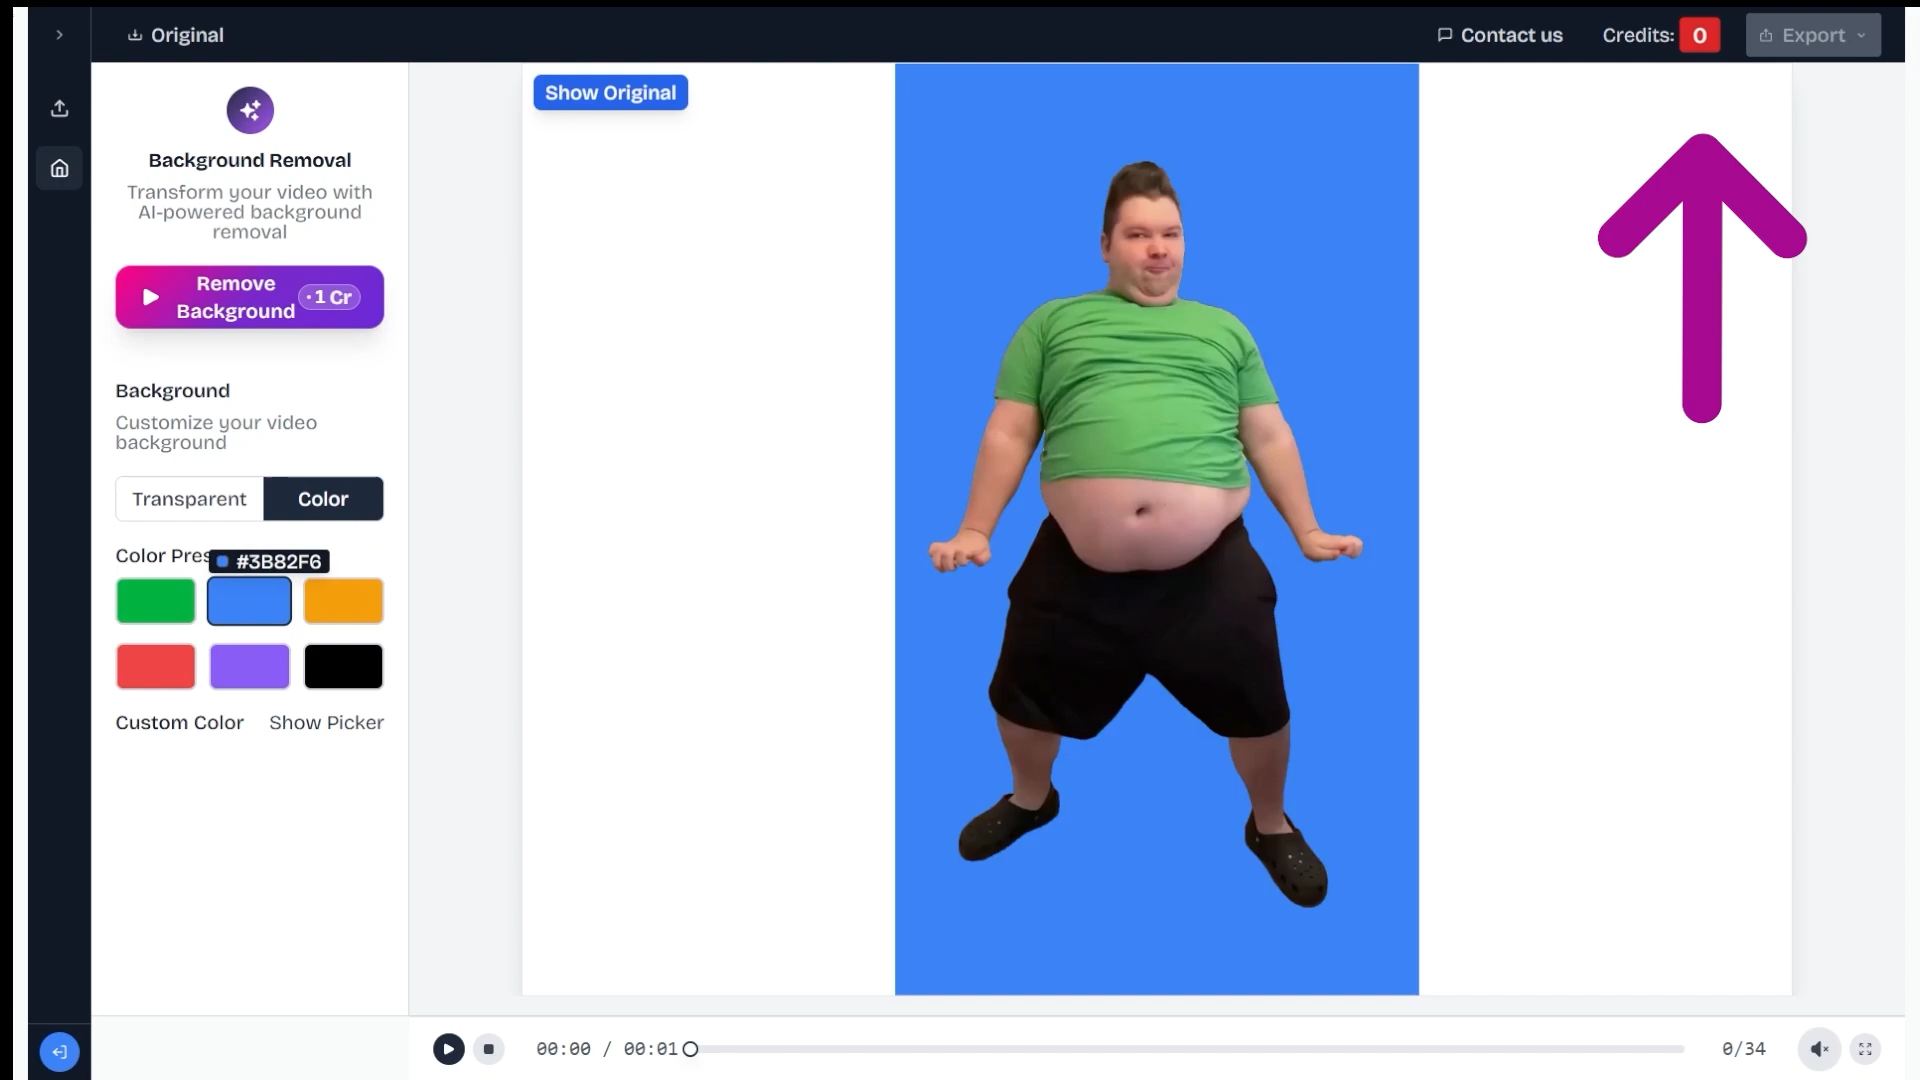 Original
Contact us
Credits: 0
Export
Show Original
Background Removal
Transform your video with
AI-powered background
removal
Remove
Background
· 1 Cr
Background
Customize your video
background
Transparent
Color
Color Pres
#3B82F6
Custom Color
Show Picker
00:00 / 00:01
0/34